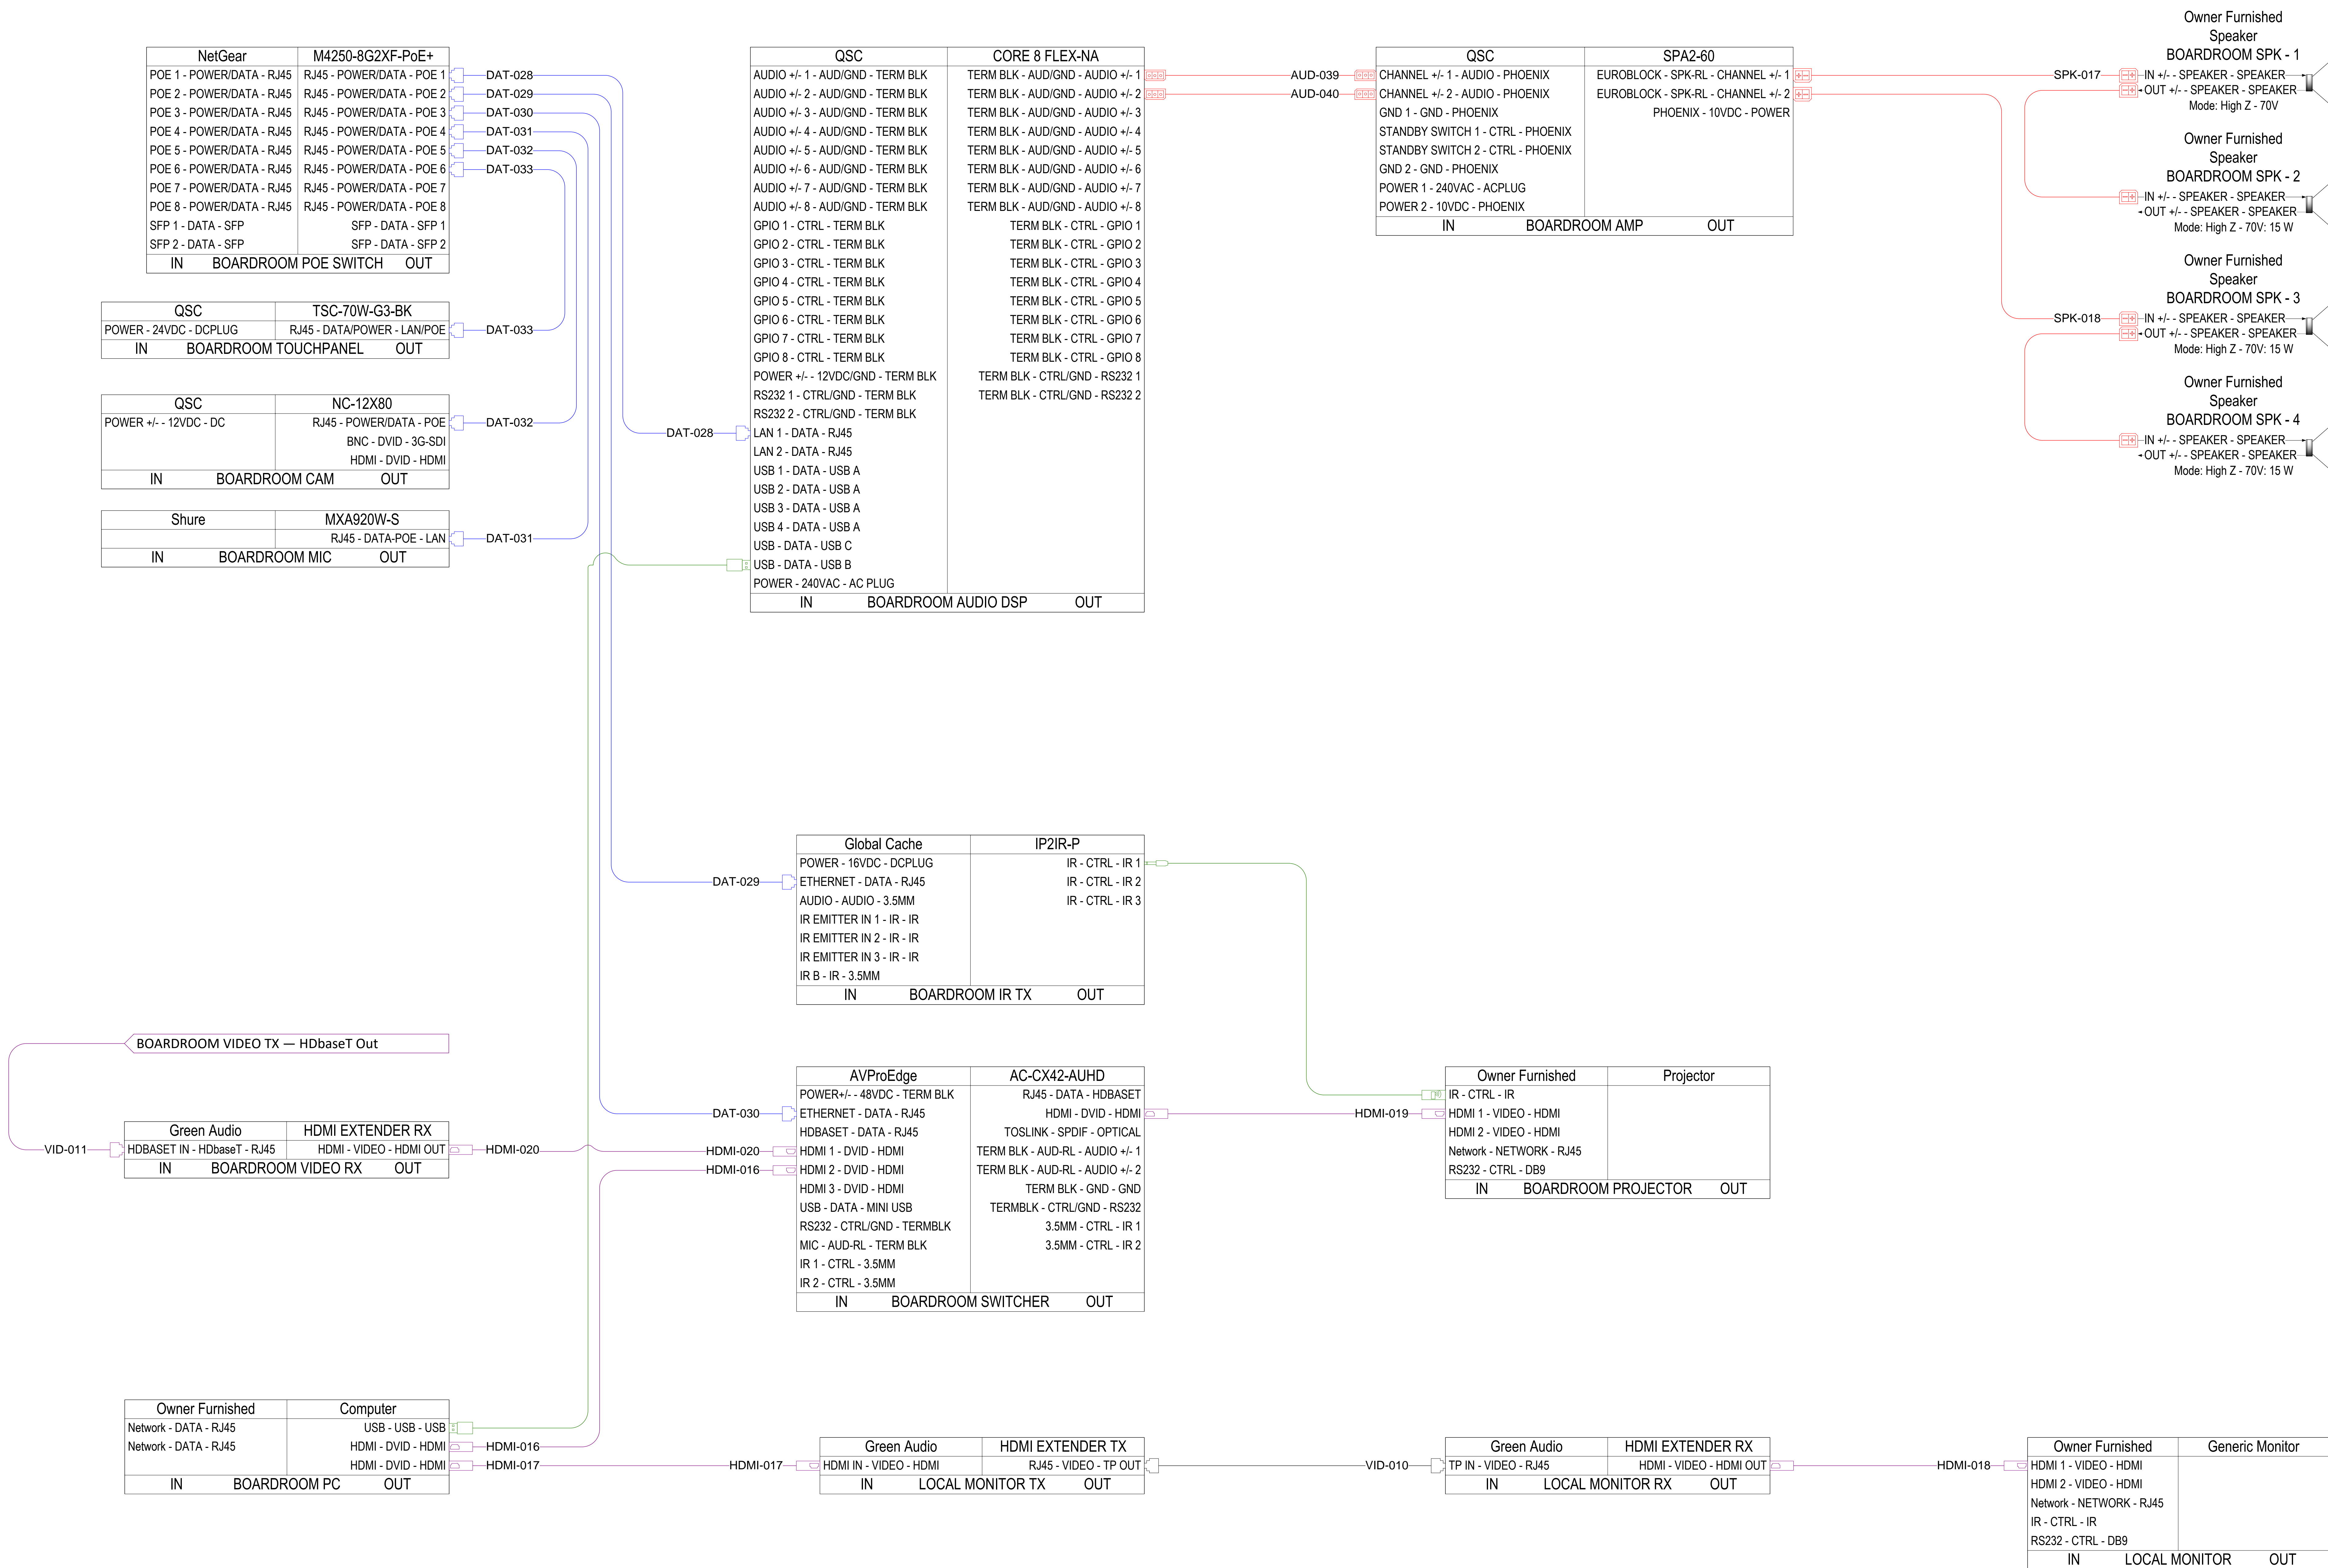 NetGear M4250-8G2XF-PoE+
POE 1 - POWER/DATA - RJ45 RJ45 - POWER/DATA - POE 1 DAT-028
POE 2 - POWER/DATA - RJ45 RJ45 - POWER/DATA - POE 2 DAT-029
POE 3 - POWER/DATA - RJ45 RJ45 - POWER/DATA - POE 3 DAT-030
POE 4 - POWER/DATA - RJ45 RJ45 - POWER/DATA - POE 4 DAT-031
POE 5 - POWER/DATA - RJ45 RJ45 - POWER/DATA - POE 5 DAT-032
POE 6 - POWER/DATA - RJ45 RJ45 - POWER/DATA - POE 6 DAT-033
POE 7 - POWER/DATA - RJ45 RJ45 - POWER/DATA - POE 7
POE 8 - POWER/DATA - RJ45 RJ45 - POWER/DATA - POE 8
SFP 1 - DATA - SFP SFP - DATA - SFP 1
SFP 2 - DATA - SFP SFP - DATA - SFP 2
IN BOARDROOM POE SWITCH OUT
QSC TSC-70W-G3-BK
POWER - 24VDC - DCPLUG RJ45 - DATA/POWER - LAN/POE DAT-033
IN BOARDROOM TOUCHPANEL OUT
QSC NC-12X80
POWER +/- - 12VDC - DC RJ45 - POWER/DATA - POE DAT-032
BNC - DVID - 3G-SDI
HDMI - DVID - HDMI
IN BOARDROOM CAM OUT
Shure MXA920W-S
RJ45 - DATA-POE - LAN DAT-031
IN BOARDROOM MIC OUT
QSC CORE 8 FLEX-NA
AUDIO +/- 1 - AUD/GND - TERM BLK TERM BLK - AUD/GND - AUDIO +/- 1
AUDIO +/- 2 - AUD/GND - TERM BLK TERM BLK - AUD/GND - AUDIO +/- 2
AUDIO +/- 3 - AUD/GND - TERM BLK TERM BLK - AUD/GND - AUDIO +/- 3
AUDIO +/- 4 - AUD/GND - TERM BLK TERM BLK - AUD/GND - AUDIO +/- 4
AUDIO +/- 5 - AUD/GND - TERM BLK TERM BLK - AUD/GND - AUDIO +/- 5
AUDIO +/- 6 - AUD/GND - TERM BLK TERM BLK - AUD/GND - AUDIO +/- 6
AUDIO +/- 7 - AUD/GND - TERM BLK TERM BLK - AUD/GND - AUDIO +/- 7
AUDIO +/- 8 - AUD/GND - TERM BLK TERM BLK - AUD/GND - AUDIO +/- 8
GPIO 1 - CTRL - TERM BLK TERM BLK - CTRL - GPIO 1
GPIO 2 - CTRL - TERM BLK TERM BLK - CTRL - GPIO 2
GPIO 3 - CTRL - TERM BLK TERM BLK - CTRL - GPIO 3
GPIO 4 - CTRL - TERM BLK TERM BLK - CTRL - GPIO 4
GPIO 5 - CTRL - TERM BLK TERM BLK - CTRL - GPIO 5
GPIO 6 - CTRL - TERM BLK TERM BLK - CTRL - GPIO 6
GPIO 7 - CTRL - TERM BLK TERM BLK - CTRL - GPIO 7
GPIO 8 - CTRL - TERM BLK TERM BLK - CTRL - GPIO 8
POWER +/- - 12VDC/GND - TERM BLK TERM BLK - CTRL/GND - RS232 1
RS232 1 - CTRL/GND - TERM BLK TERM BLK - CTRL/GND - RS232 2
RS232 2 - CTRL/GND - TERM BLK
DAT-028 LAN 1 - DATA - RJ45
LAN 2 - DATA - RJ45
USB 1 - DATA - USB A
USB 2 - DATA - USB A
USB 3 - DATA - USB A
USB 4 - DATA - USB A
USB - DATA - USB C
USB - DATA - USB B
POWER - 240VAC - AC PLUG
IN BOARDROOM AUDIO DSP OUT
QSC SPA2-60
AUD-039 CHANNEL +/- 1 - AUDIO - PHOENIX EUROBLOCK - SPK-RL - CHANNEL +/- 1
AUD-040 CHANNEL +/- 2 - AUDIO - PHOENIX EUROBLOCK - SPK-RL - CHANNEL +/- 2
GND 1 - GND - PHOENIX PHOENIX - 10VDC - POWER
STANDBY SWITCH 1 - CTRL - PHOENIX
STANDBY SWITCH 2 - CTRL - PHOENIX
GND 2 - GND - PHOENIX
POWER 1 - 240VAC - ACPLUG
POWER 2 - 10VDC - PHOENIX
IN BOARDROOM AMP OUT
Owner Furnished
Speaker
BOARDROOM SPK - 1
SPK-017 IN +/- - SPEAKER - SPEAKER
OUT +/- - SPEAKER - SPEAKER
Mode: High Z - 70V
Owner Furnished
Speaker
BOARDROOM SPK - 2
IN +/- - SPEAKER - SPEAKER
OUT +/- - SPEAKER - SPEAKER
Mode: High Z - 70V: 15 W
Owner Furnished
Speaker
BOARDROOM SPK - 3
SPK-018 IN +/- - SPEAKER - SPEAKER
OUT +/- - SPEAKER - SPEAKER
Mode: High Z - 70V: 15 W
Owner Furnished
Speaker
BOARDROOM SPK - 4
IN +/- - SPEAKER - SPEAKER
OUT +/- - SPEAKER - SPEAKER
Mode: High Z - 70V: 15 W
Global Cache IP2IR-P
POWER - 16VDC - DCPLUG IR - CTRL - IR 1
DAT-029 ETHERNET - DATA - RJ45 IR - CTRL - IR 2
AUDIO - AUDIO - 3.5MM IR - CTRL - IR 3
IR EMITTER IN 1 - IR - IR
IR EMITTER IN 2 - IR - IR
IR EMITTER IN 3 - IR - IR
IR B - IR - 3.5MM
IN BOARDROOM IR TX OUT
BOARDROOM VIDEO TX — HDbaseT Out
Green Audio HDMI EXTENDER RX
VID-011 HDBASET IN - HDbaseT - RJ45 HDMI - VIDEO - HDMI OUT HDMI-020
IN BOARDROOM VIDEO RX OUT
AVProEdge AC-CX42-AUHD
POWER+/- - 48VDC - TERM BLK RJ45 - DATA - HDBASET
DAT-030 ETHERNET - DATA - RJ45 HDMI - DVID - HDMI
HDBASET - DATA - RJ45 TOSLINK - SPDIF - OPTICAL
HDMI-020 HDMI 1 - DVID - HDMI TERM BLK - AUD-RL - AUDIO +/- 1
HDMI-016 HDMI 2 - DVID - HDMI TERM BLK - AUD-RL - AUDIO +/- 2
HDMI 3 - DVID - HDMI TERM BLK - GND - GND
USB - DATA - MINI USB TERMBLK - CTRL/GND - RS232
RS232 - CTRL/GND - TERMBLK 3.5MM - CTRL - IR 1
MIC - AUD-RL - TERM BLK 3.5MM - CTRL - IR 2
IR 1 - CTRL - 3.5MM
IR 2 - CTRL - 3.5MM
IN BOARDROOM SWITCHER OUT
Owner Furnished Projector
IR - CTRL - IR
HDMI-019 HDMI 1 - VIDEO - HDMI
HDMI 2 - VIDEO - HDMI
Network - NETWORK - RJ45
RS232 - CTRL - DB9
IN BOARDROOM PROJECTOR OUT
Owner Furnished Computer
Network - DATA - RJ45 USB - USB - USB
Network - DATA - RJ45 HDMI - DVID - HDMI HDMI-016
HDMI - DVID - HDMI HDMI-017
IN BOARDROOM PC OUT
Green Audio HDMI EXTENDER TX
HDMI-017 HDMI IN - VIDEO - HDMI RJ45 - VIDEO - TP OUT
IN LOCAL MONITOR TX OUT
Green Audio HDMI EXTENDER RX
VID-010 TP IN - VIDEO - RJ45 HDMI - VIDEO - HDMI OUT
IN LOCAL MONITOR RX OUT
Owner Furnished Generic Monitor
HDMI-018 HDMI 1 - VIDEO - HDMI
HDMI 2 - VIDEO - HDMI
Network - NETWORK - RJ45
IR - CTRL - IR
RS232 - CTRL - DB9
IN LOCAL MONITOR OUT